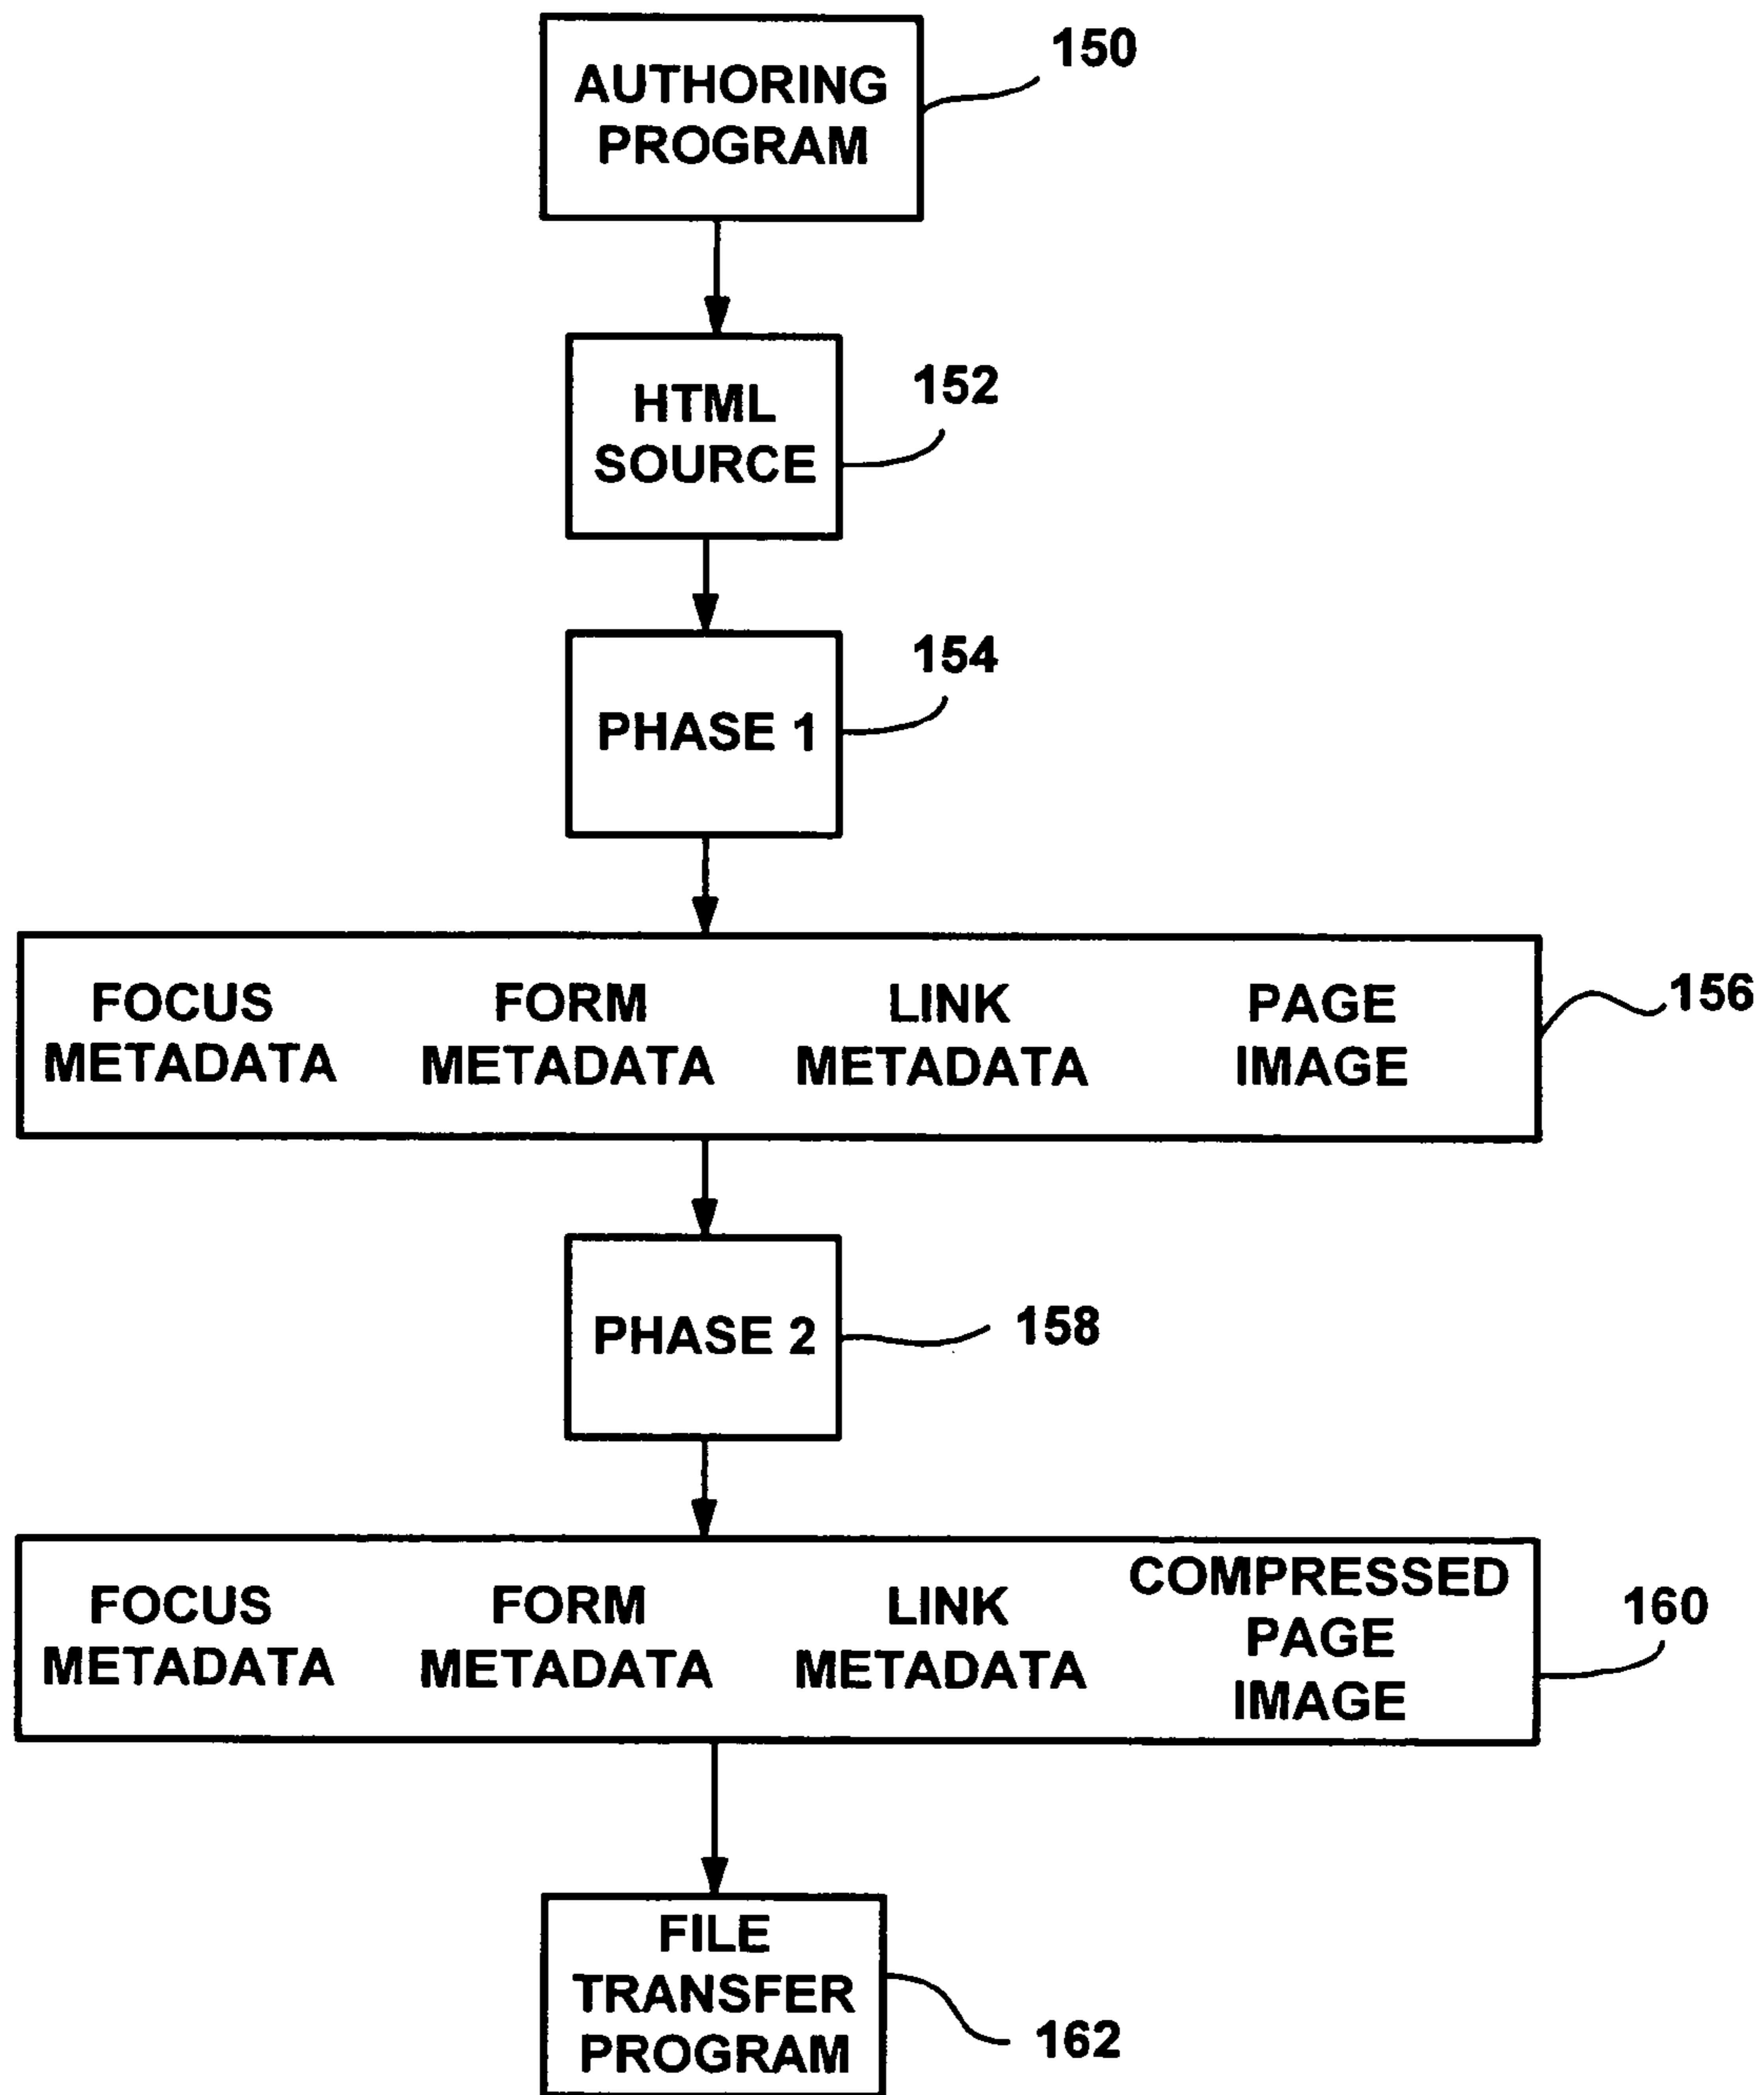 AUTHORING
PROGRAM
150
HTML
SOURCE
152
PHASE 1
154
FOCUS
METADATA
FORM
METADATA
LINK
METADATA
PAGE
IMAGE
156
PHASE 2
158
FOCUS
METADATA
FORM
METADATA
LINK
METADATA
COMPRESSED
PAGE
IMAGE
160
FILE
TRANSFER
PROGRAM
162